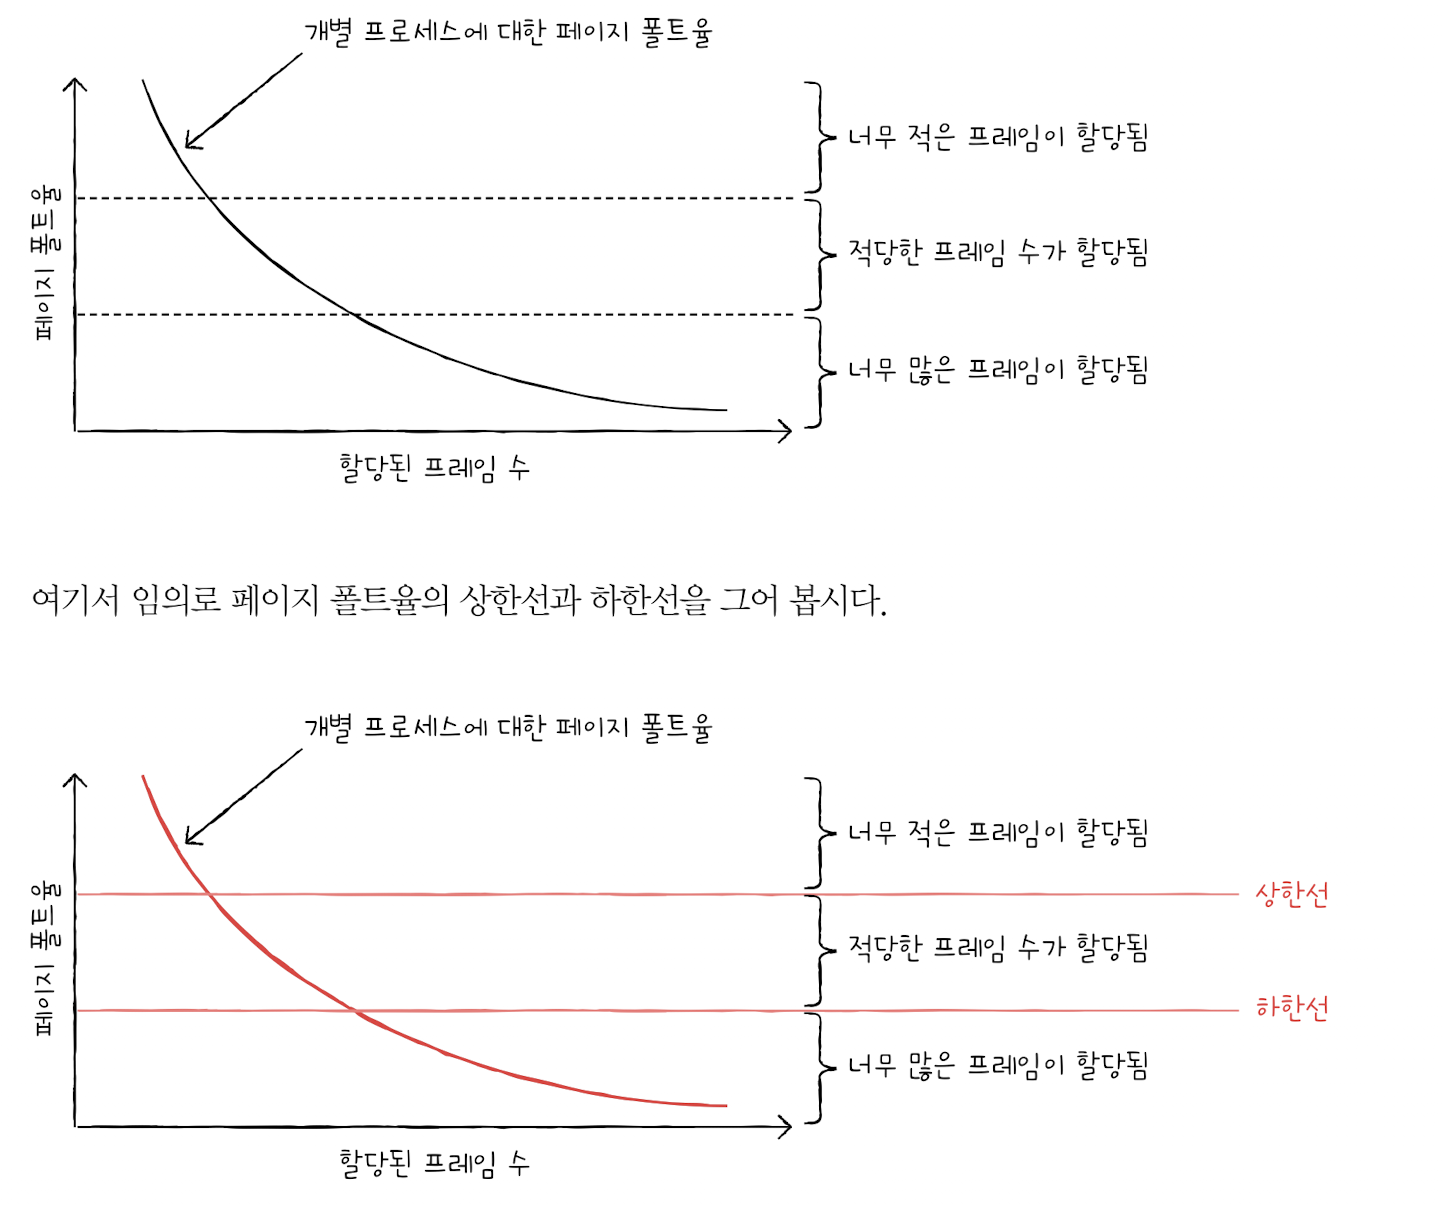 개별 프로세스에 대한 페이지 폴트율
너무 적은 프레임이 할당됨
페이지 폴트율
적당한 프레임 수가 할당됨
너무 많은 프레임이 할당됨
할당된 프레임 수
여기서 임의로 페이지 폴트율의 상한선과 하한선을 그어 봅시다.
개별 프로세스에 대한 페이지 폴트율
너무 적은 프레임이 할당됨
상한선
페이지 폴트율
적당한 프레임 수가 할당됨
하한선
너무 많은 프레임이 할당됨
할당된 프레임 수